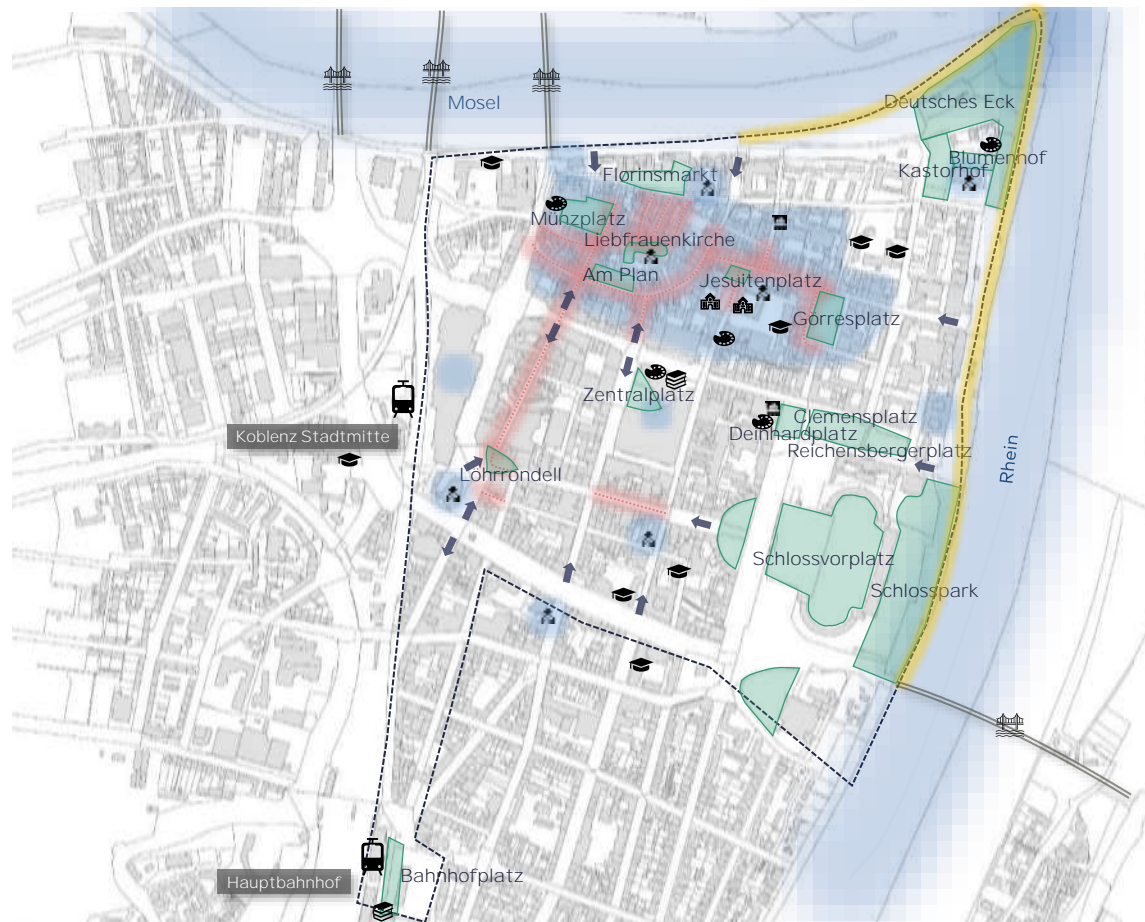 Mosel
Deutsches Eck
Blumenhof
Kastorhof
Florinsmarkt
Münzplatz
Liebfrauenkirche
Am Plan
Jesuitenplatz
Görresplatz
Zentralplatz
Clemensplatz
Deinhardplatz
Reichensbergerplatz
Koblenz Stadtmitte
Löhrrondell
Rhein
Schlossvorplatz
Schlosspark
Bahnhofplatz
Hauptbahnhof